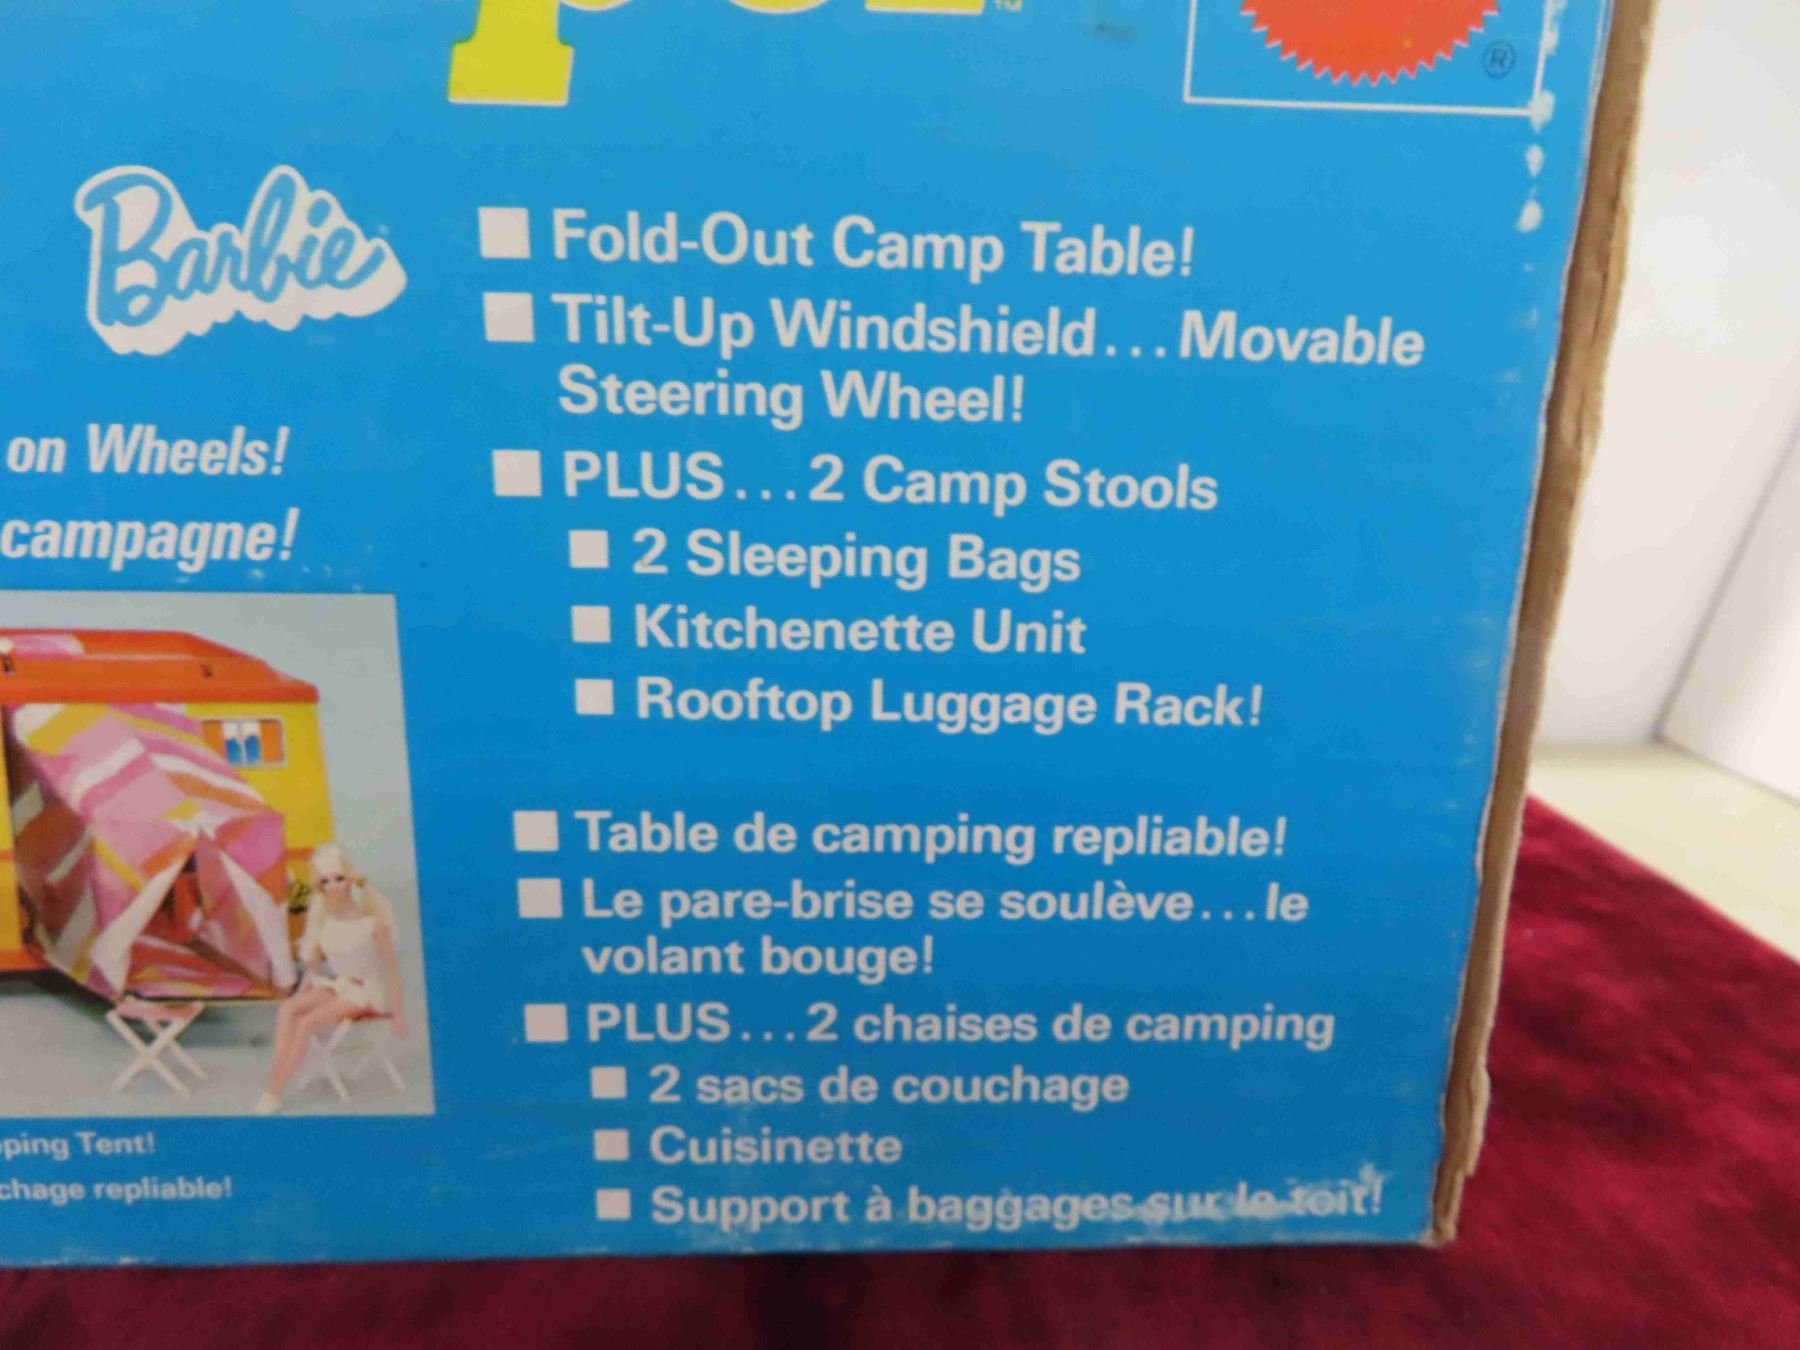 TM
®
Barbie
on Wheels!
campagne!
Fold-Out Camp Table!
Tilt-Up Windshield...Movable
Steering Wheel!
PLUS...2 Camp Stools
2 Sleeping Bags
Kitchenette Unit
Rooftop Luggage Rack!
Table de camping repliable!
Le pare-brise se soulève...le
volant bouge!
PLUS...2 chaises de camping
2 sacs de couchage
Cuisinette
Support à baggages sur le toit!
Tent!
repliable!